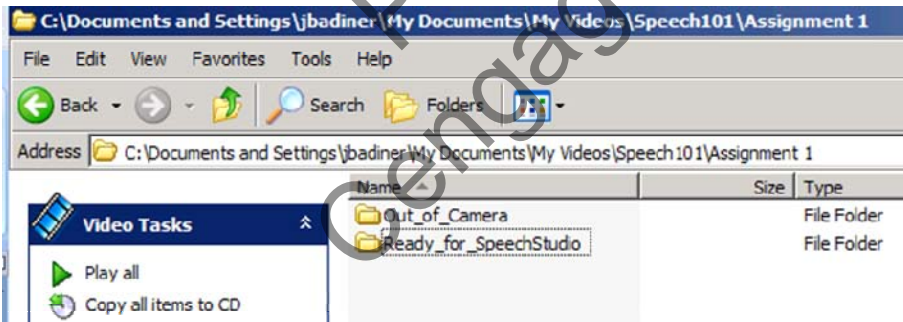 C:\Documents and Settings\jbadiner\My Documents\My Videos\Speech101\Assignment 1
File Edit View Favorites Tools Help
Back Search Folders
Address C:\Documents and Settings\jbadiner\My Documents\My Videos\Speech101\Assignment 1
Name Size Type
Video Tasks
Out_of_Camera File Folder
Ready_for_SpeechStudio File Folder
Play all
Copy all items to CD
Cengag